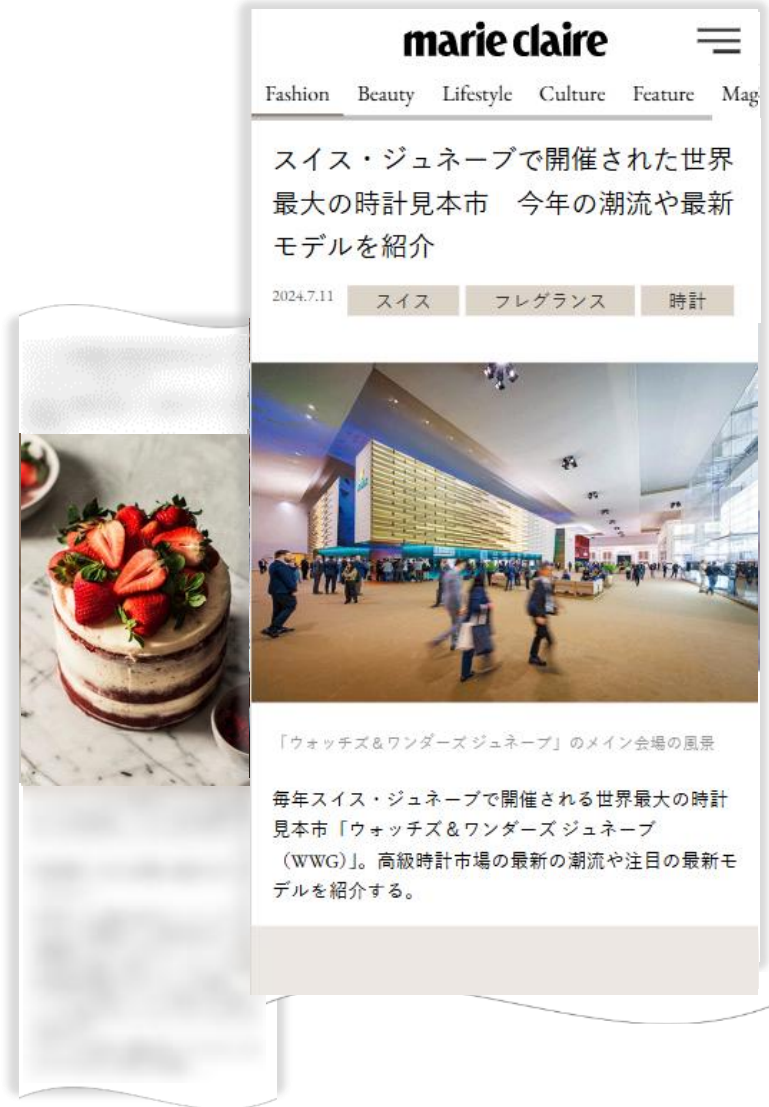 marie claire
Fashion Beauty Lifestyle Culture Feature Mag
スイス・ジュネーブで開催された世界
最大の時計見本市　今年の潮流や最新
モデルを紹介
2024.7.11 スイス フレグランス 時計
「ウォッチズ＆ワンダーズ ジュネーブ」のメイン会場の風景
毎年スイス・ジュネーブで開催される世界最大の時計
見本市「ウォッチズ＆ワンダーズ ジュネーブ
（WWG）」。高級時計市場の最新の潮流や注目の最新モ
デルを紹介する。